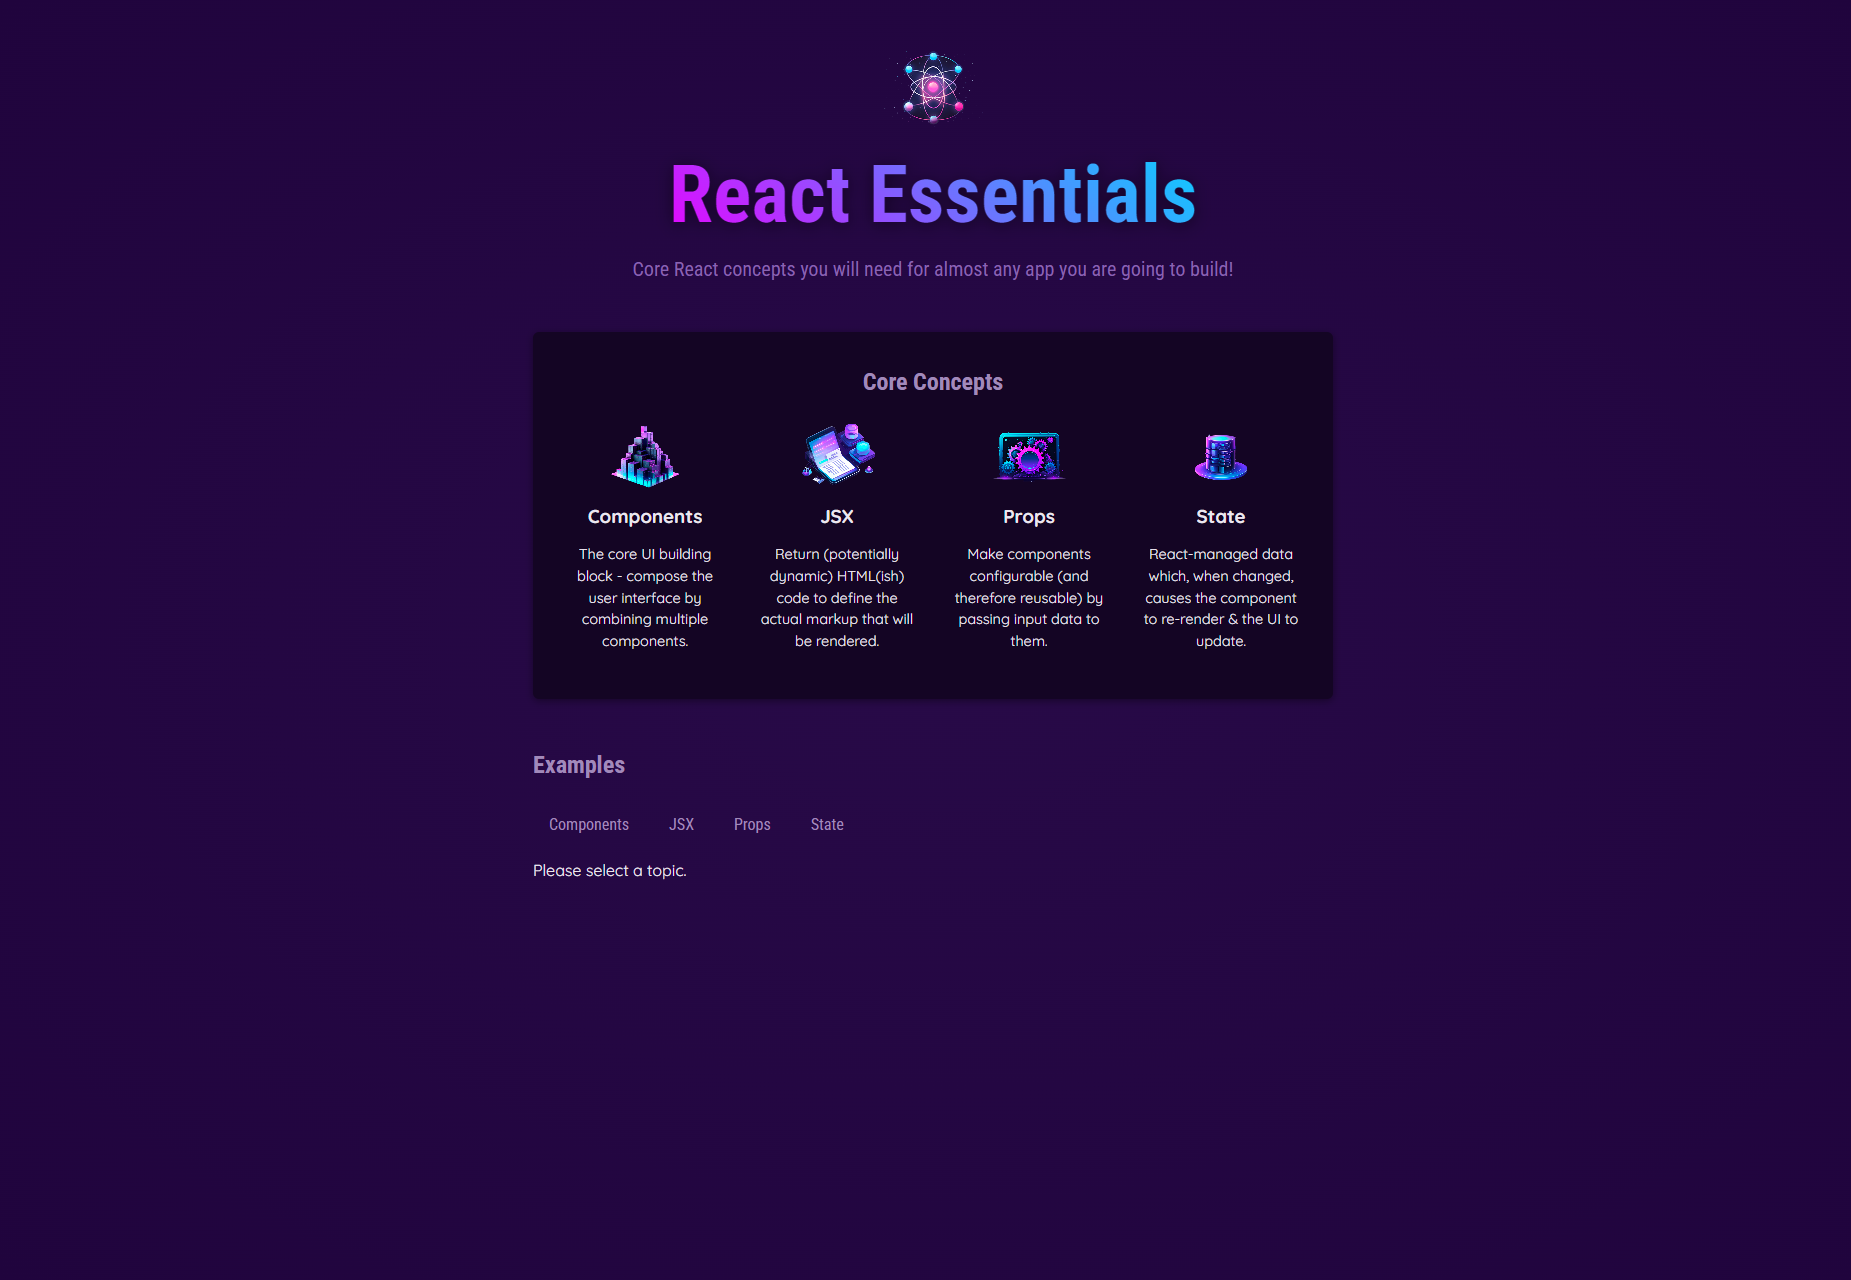 React Essentials
Core React concepts you will need for almost any app you are going to build!
Core Concepts
Components
The core UI building
block - compose the
user interface by
combining multiple
components.
JSX
Return (potentially
dynamic) HTML(ish)
code to define the
actual markup that will
be rendered.
Props
Make components
configurable (and
therefore reusable) by
passing input data to
them.
State
React-managed data
which, when changed,
causes the component
to re-render & the UI to
update.
Examples
Components JSX Props State
Please select a topic.